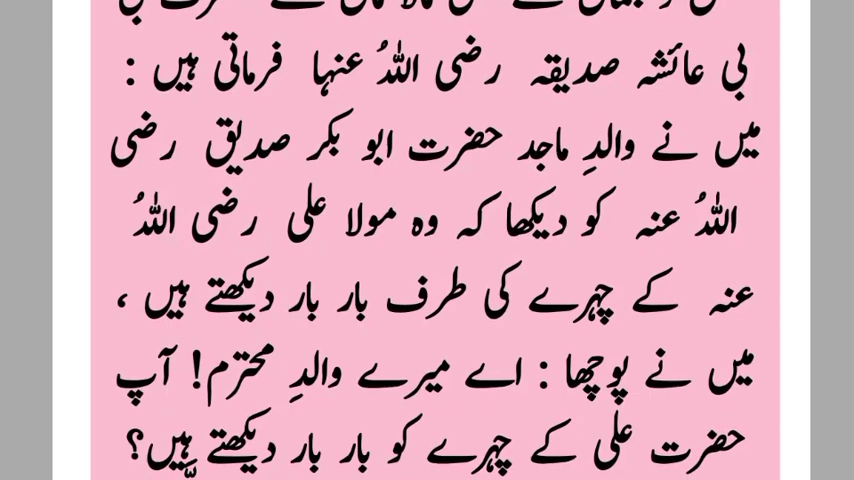 بی عائشہ صدیقہ رضی اللہُ عنہا فرماتی ہیں :
میں نے والدِ ماجد حضرت ابو بکر صدیق رضی
اللہُ عنہ کو دیکھا کہ وہ مولا علی رضی اللہُ
عنہ کے چہرے کی طرف بار بار دیکھتے ہیں ،
میں نے پوچھا : اے میرے والدِ محترم! آپ
حضرت علی کے چہرے کو بار بار دیکھتے ہیں؟